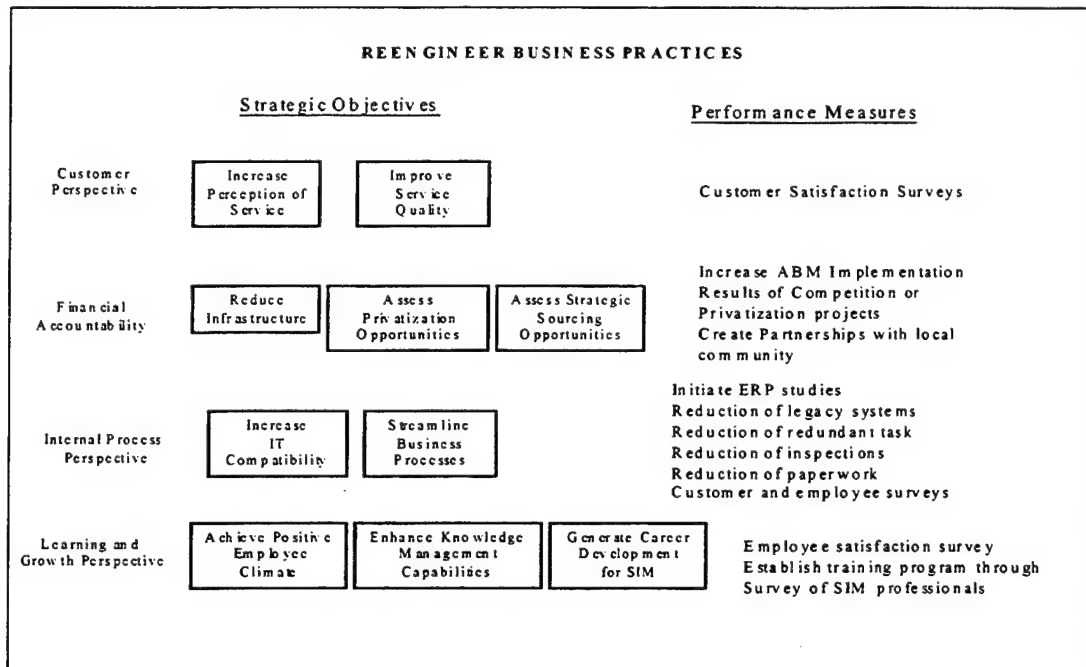 REENGINEER BUSINESS PRACTICES
Strategic Objectives
Performance Measures
Customer
Perspective
Increase
Perception of
Service
Improve
Service
Quality
Customer Satisfaction Surveys
Financial
Accountability
Reduce
Infrastructure
Assess
Privatization
Opportunities
Assess Strategic
Sourcing
Opportunities
Increase ABM Implementation
Results of Competition or
Privatization projects
Create Partnerships with local
community
Internal Process
Perspective
Increase
IT
Compatibility
Streamline
Business
Processes
Initiate ERP studies
Reduction of legacy systems
Reduction of redundant task
Reduction of inspections
Reduction of paperwork
Customer and employee surveys
Learning and
Growth Perspective
Achieve Positive
Employee
Climate
Enhance Knowledge
Management
Capabilities
Generate Career
Development
for SIM
Employee satisfaction survey
Establish training program through
Survey of SIM professionals